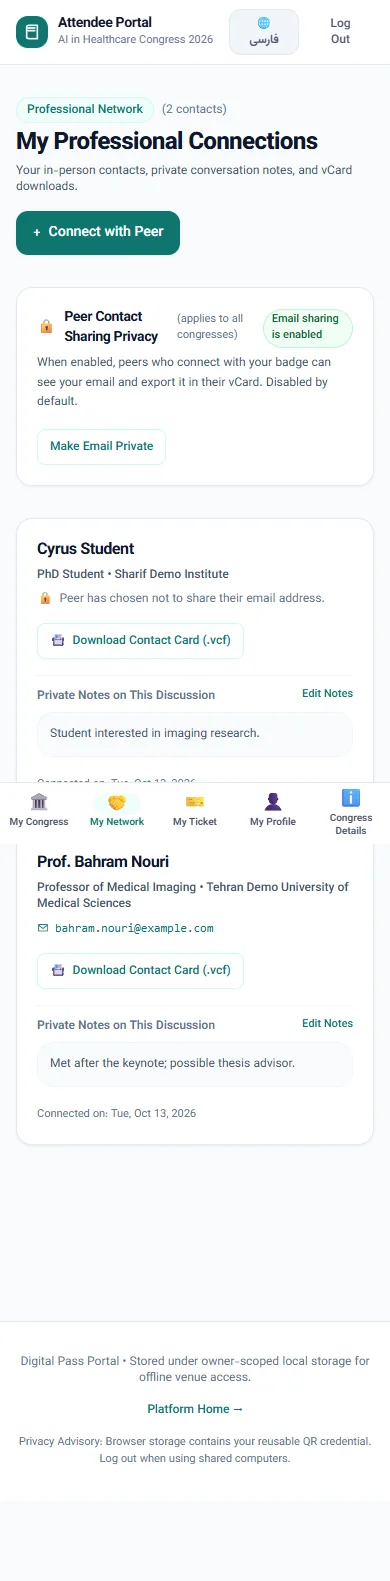 Attendee Portal
AI in Healthcare Congress 2026
فارسی
Log
Out
Professional Network
(2 contacts)
My Professional Connections
Your in-person contacts, private conversation notes, and vCard
downloads.
+ Connect with Peer
Peer Contact
Sharing Privacy
(applies to all
congresses)
Email sharing
is enabled
When enabled, peers who connect with your badge can
see your email and export it in their vCard. Disabled by
default.
Make Email Private
Cyrus Student
PhD Student • Sharif Demo Institute
Peer has chosen not to share their email address.
Download Contact Card (.vcf)
Private Notes on This Discussion
Edit Notes
Student interested in imaging research.
Connected on: Tue, Oct 13, 2026
My Congress
My Network
My Ticket
My Profile
Congress
Details
Prof. Bahram Nouri
Professor of Medical Imaging • Tehran Demo University of
Medical Sciences
bahram.nouri@example.com
Download Contact Card (.vcf)
Private Notes on This Discussion
Edit Notes
Met after the keynote; possible thesis advisor.
Connected on: Tue, Oct 13, 2026
Digital Pass Portal • Stored under owner-scoped local storage for
offline venue access.
Platform Home →
Privacy Advisory: Browser storage contains your reusable QR credential.
Log out when using shared computers.